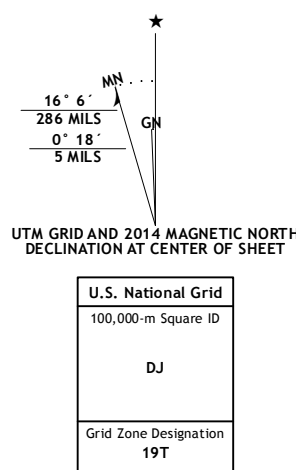 ★
MN
GN
16° 6´
286 MILS
0° 18´
5 MILS
UTM GRID AND 2014 MAGNETIC NORTH
DECLINATION AT CENTER OF SHEET
U.S. National Grid
100,000-m Square ID
DJ
Grid Zone Designation
19T